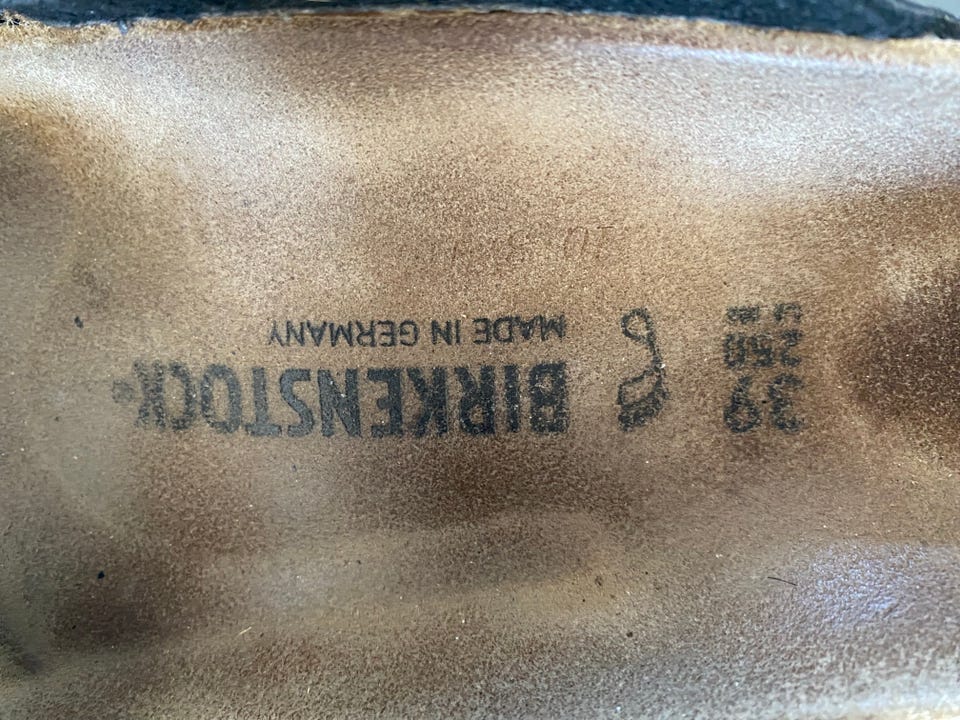 39
250
BIRKENSTOCK®
MADE IN GERMANY